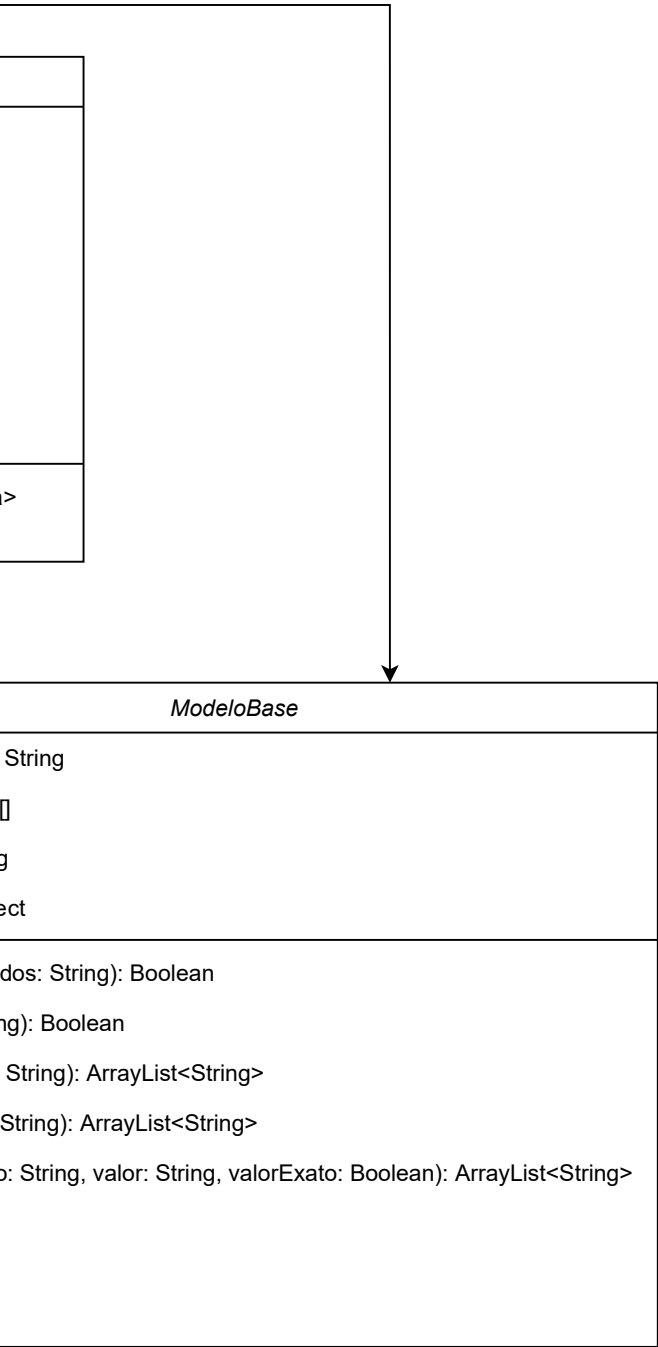 >
ModeloBase
String
[]
ect
dos: String): Boolean
ng): Boolean
String): ArrayList<String>
String): ArrayList<String>
o: String, valor: String, valorExato: Boolean): ArrayList<String>